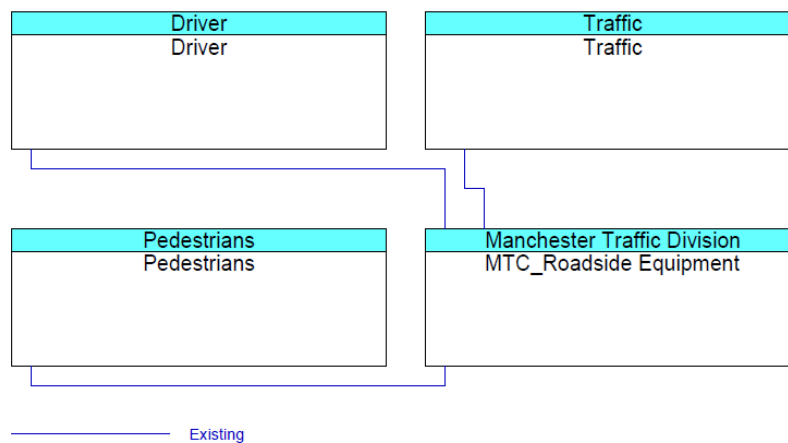 Driver
Driver
Traffic
Traffic
Pedestrians
Pedestrians
Manchester Traffic Division
MTC_Roadside Equipment
Existing